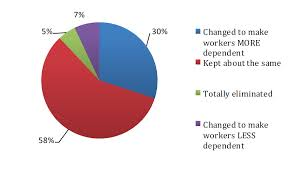 7%
5%
30%
58%
Changed to make
workers MORE
dependent
Kept about the same
Totally eliminated
Changed to make
workers LESS
dependent